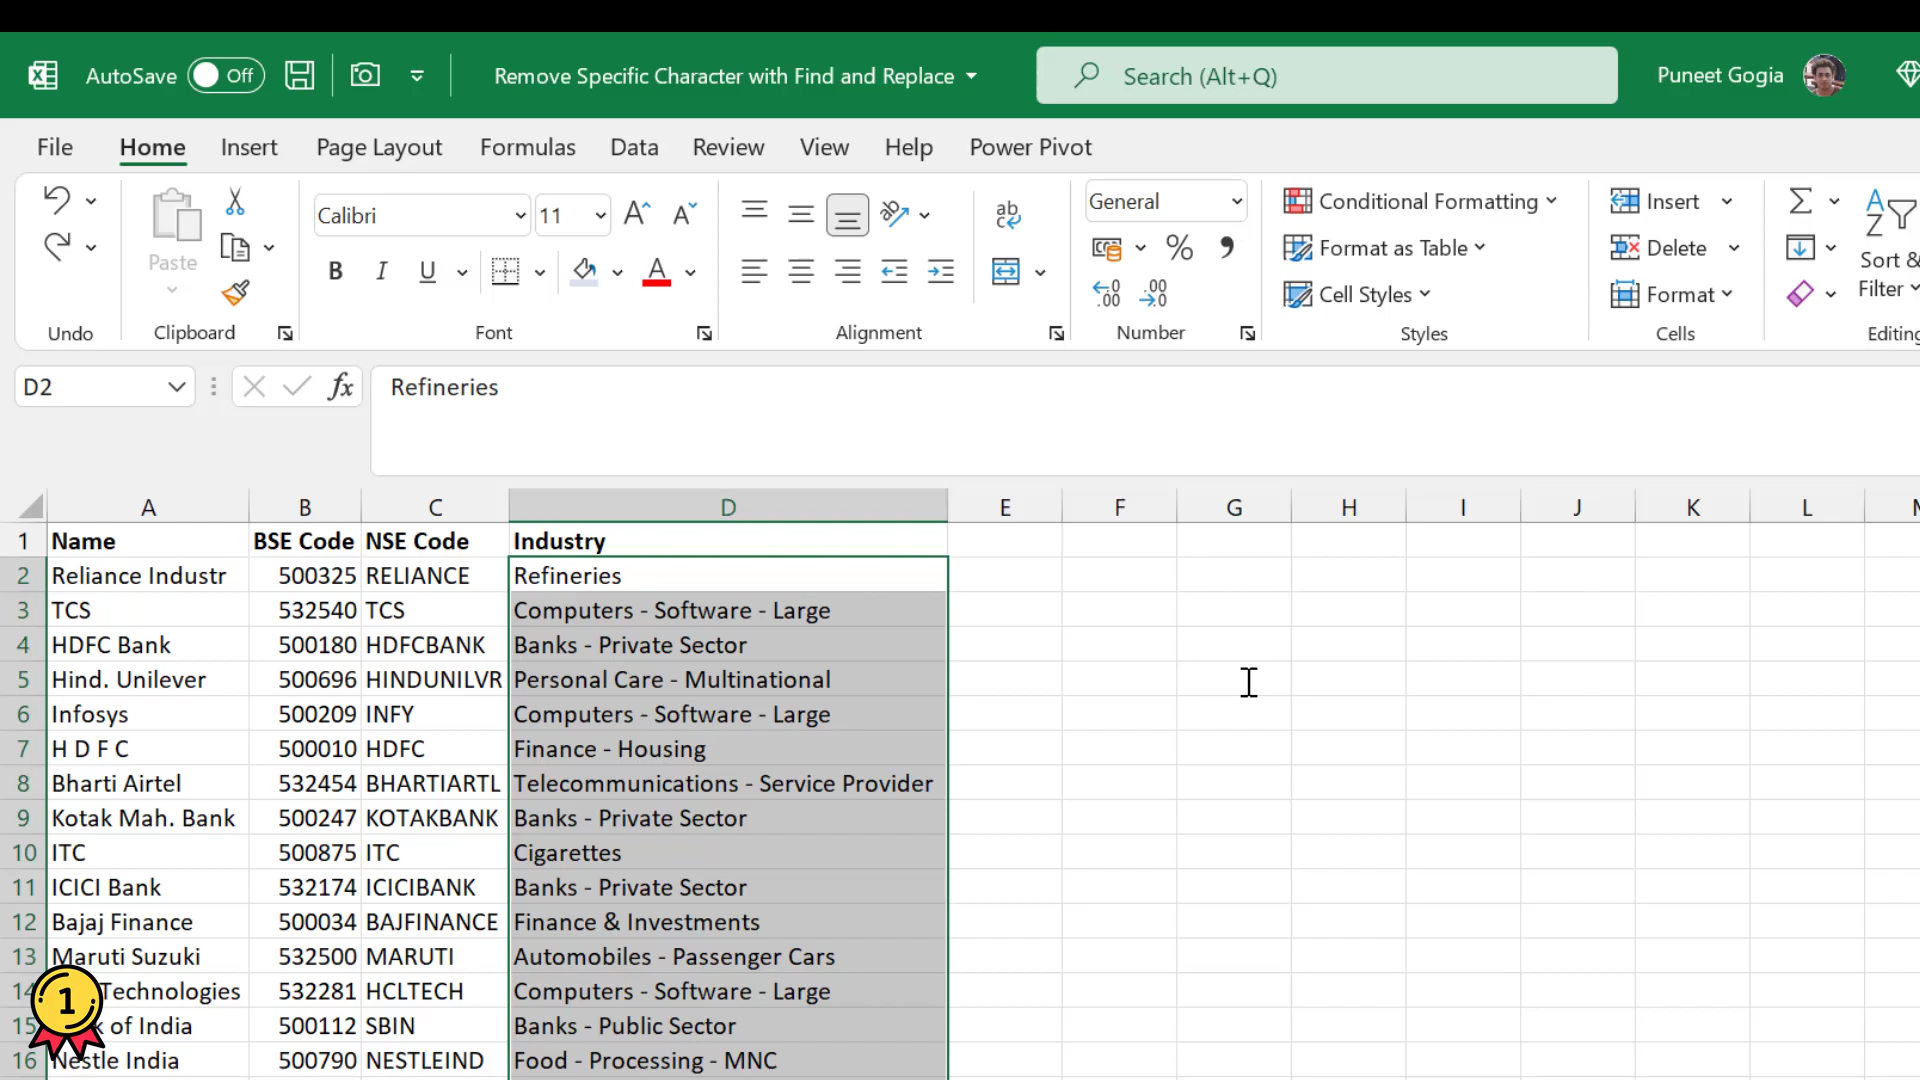 AutoSave Off Remove Specific Character with Find and Replace Search (Alt+Q) Puneet Gogia
File Home Insert Page Layout Formulas Data Review View Help Power Pivot
Calibri 11 General Conditional Formatting Insert
Paste B I U A % Format as Table Delete Sort &
Cell Styles Format Filter
Undo Clipboard Font Alignment Number Styles Cells Editing
D2 fx Refineries
A B C D E F G H I J K L
1 Name BSE Code NSE Code Industry
2 Reliance Industr 500325 RELIANCE Refineries
3 TCS 532540 TCS Computers - Software - Large
4 HDFC Bank 500180 HDFCBANK Banks - Private Sector
5 Hind. Unilever 500696 HINDUNILVR Personal Care - Multinational
6 Infosys 500209 INFY Computers - Software - Large
7 H D F C 500010 HDFC Finance - Housing
8 Bharti Airtel 532454 BHARTIARTL Telecommunications - Service Provider
9 Kotak Mah. Bank 500247 KOTAKBANK Banks - Private Sector
10 ITC 500875 ITC Cigarettes
11 ICICI Bank 532174 ICICIBANK Banks - Private Sector
12 Bajaj Finance 500034 BAJFINANCE Finance & Investments
13 Maruti Suzuki 532500 MARUTI Automobiles - Passenger Cars
14 Technologies 532281 HCLTECH Computers - Software - Large
15 of India 500112 SBIN Banks - Public Sector
16 Nestle India 500790 NESTLEIND Food - Processing - MNC
1